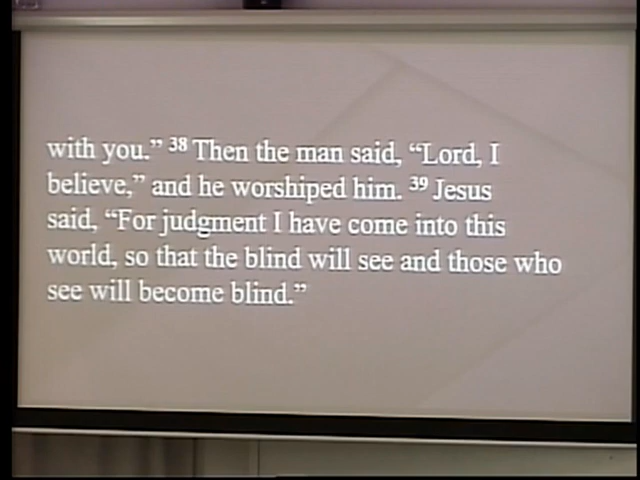 with you.” 38 Then the man said, “Lord, I
believe,” and he worshiped him. 39 Jesus
said, “For judgment I have come into this
world, so that the blind will see and those who
see will become blind.”